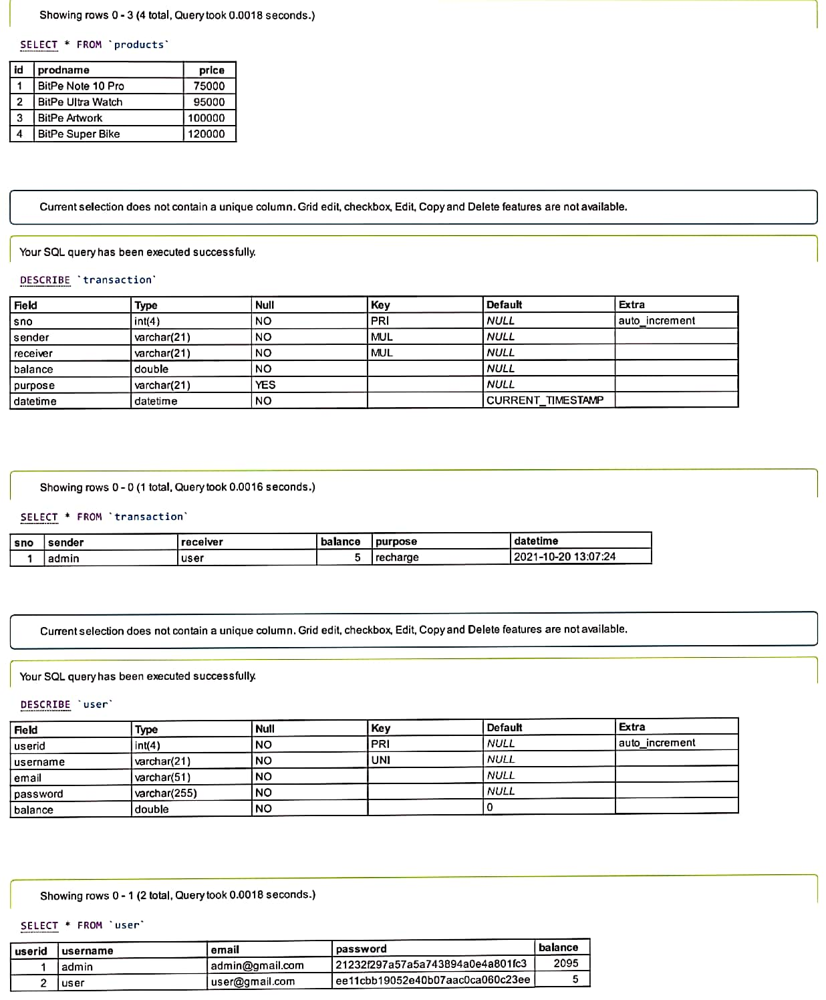 Showing rows 0 - 3 (4 total, Query took 0.0018 seconds.)
SELECT * FROM `products`
id prodname price
1 BitPe Note 10 Pro 75000
2 BitPe Ultra Watch 95000
3 BitPe Artwork 100000
4 BitPe Super Bike 120000
Current selection does not contain a unique column. Grid edit, checkbox, Edit, Copy and Delete features are not available.
Your SQL query has been executed successfully.
DESCRIBE `transaction`
Field Type Null Key Default Extra
sno int(4) NO PRI NULL auto_increment
sender varchar(21) NO MUL NULL
receiver varchar(21) NO MUL NULL
balance double NO NULL
purpose varchar(21) YES NULL
datetime datetime NO CURRENT_TIMESTAMP
Showing rows 0 - 0 (1 total, Query took 0.0016 seconds.)
SELECT * FROM `transaction`
sno sender receiver balance purpose datetime
1 admin user 5 recharge 2021-10-20 13:07:24
Current selection does not contain a unique column. Grid edit, checkbox, Edit, Copy and Delete features are not available.
Your SQL query has been executed successfully.
DESCRIBE `user`
Field Type Null Key Default Extra
userid int(4) NO PRI NULL auto_increment
username varchar(21) NO UNI NULL
email varchar(51) NO NULL
password varchar(255) NO NULL
balance double NO 0
Showing rows 0 - 1 (2 total, Query took 0.0018 seconds.)
SELECT * FROM `user`
userid username email password balance
1 admin admin@gmail.com 21232f297a57a5a743894a0e4a801fc3 2095
2 user user@gmail.com ee11cbb19052e40b07aac0ca060c23ee 5